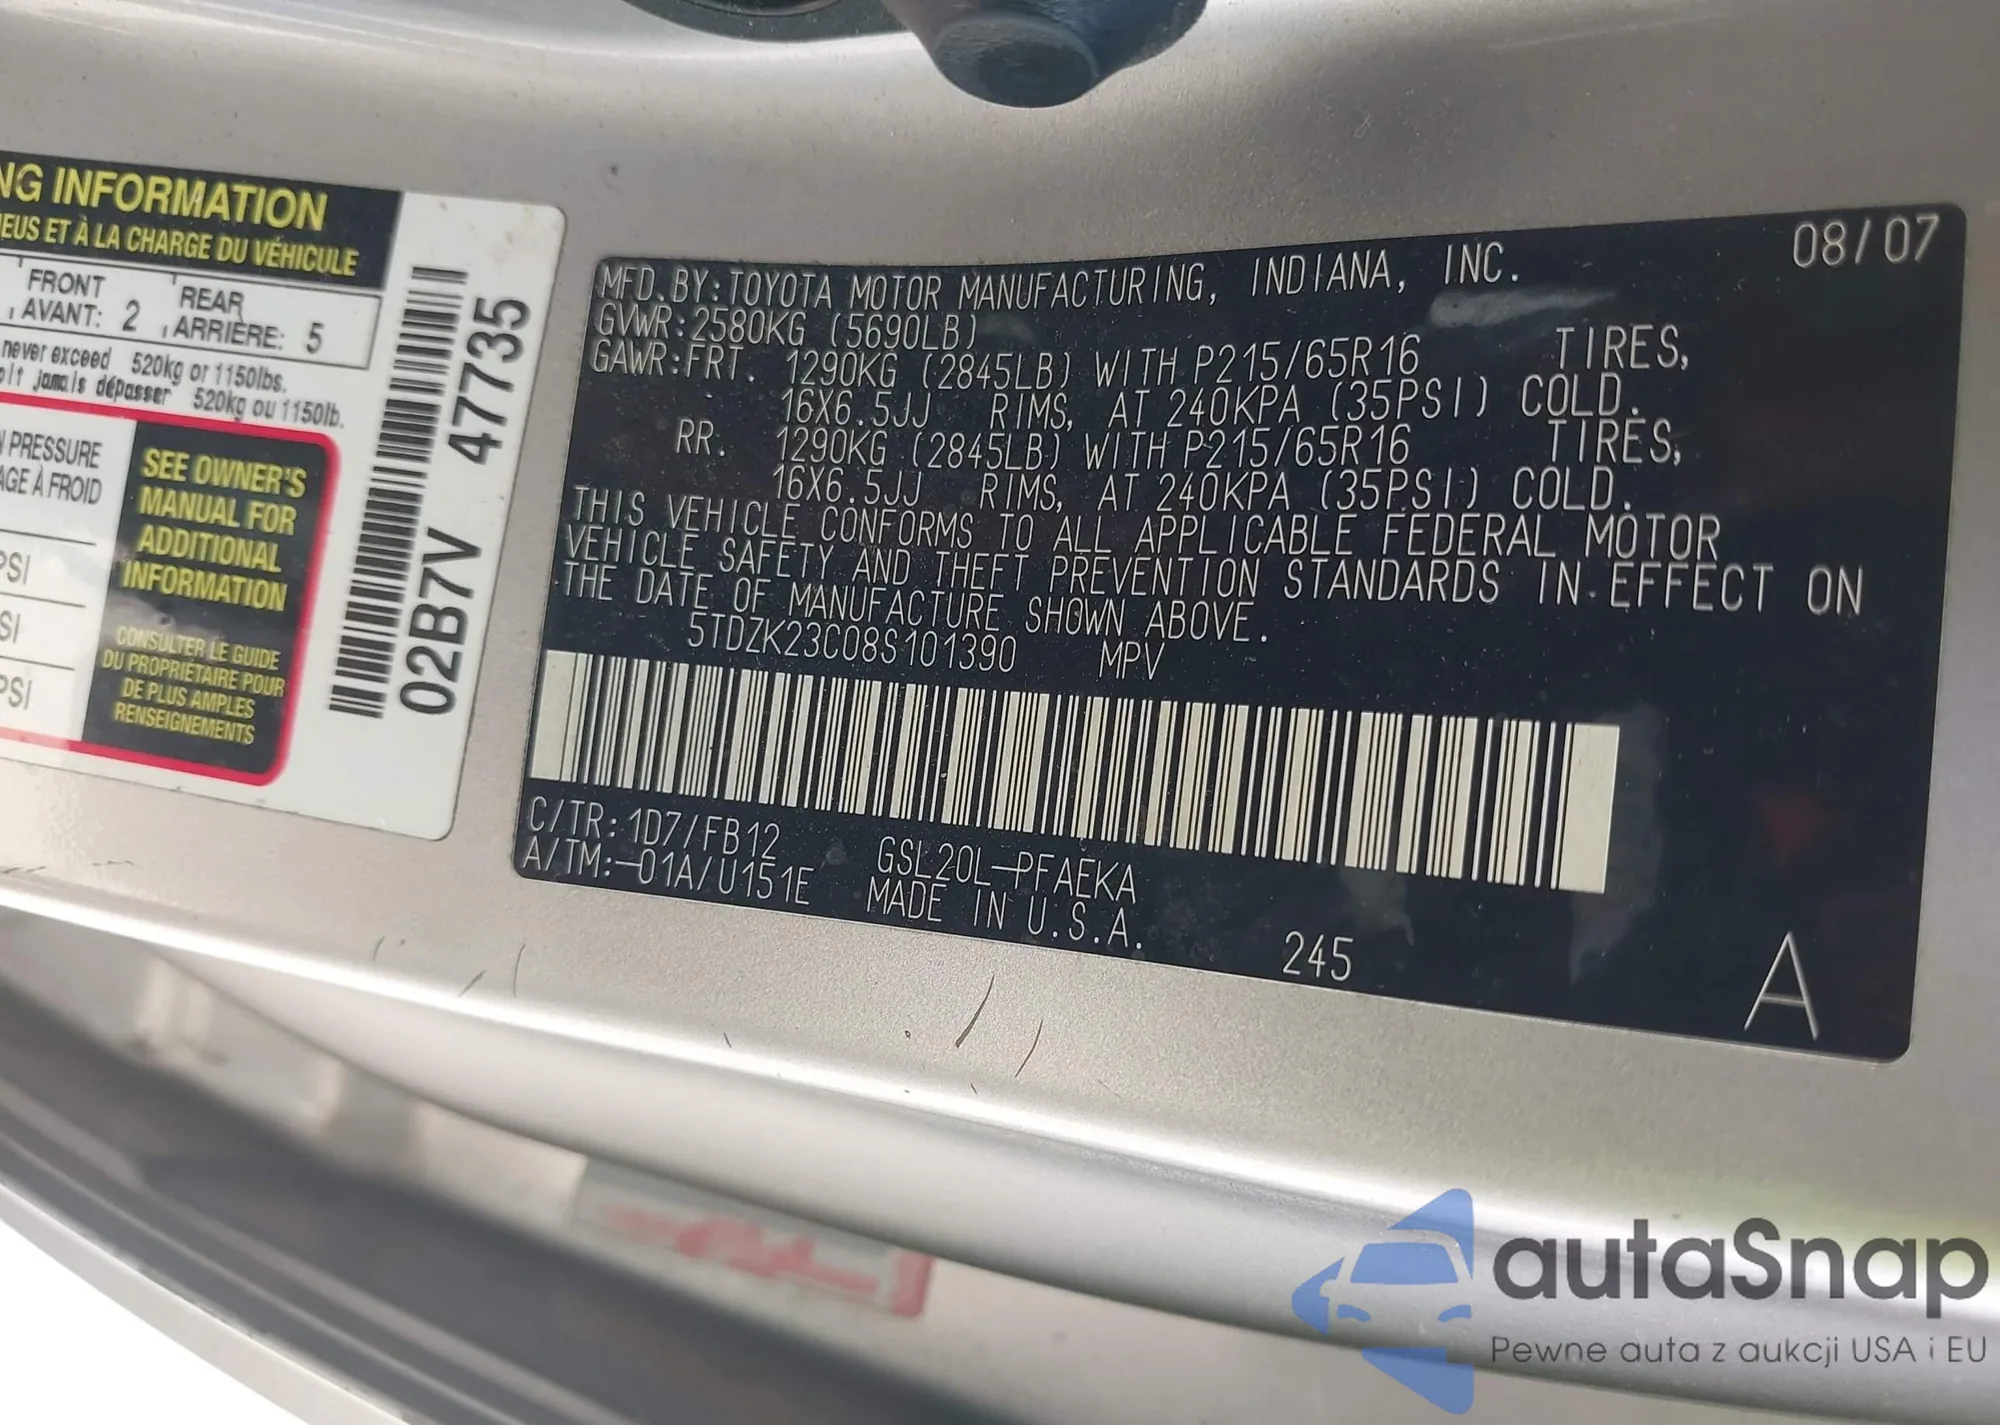 NG INFORMATION
EUS ET À LA CHARGE DU VÉHICULE
FRONT
AVANT: 2
REAR
ARRIÈRE: 5
never exceed 520kg or 1150lbs.
jamais dépasser 520kg ou 1150lb.
PRESSURE
AGE À FROID
PSI
SI
PSI
SEE OWNER'S
MANUAL FOR
ADDITIONAL
INFORMATION
CONSULTER LE GUIDE
DU PROPRIÉTAIRE POUR
DE PLUS AMPLES
RENSEIGNEMENTS
02B7V 47735
08/07
MFD.BY:TOYOTA MOTOR MANUFACTURING, INDIANA, INC.
GVWR:2580KG (5690LB)
GAWR:FRT. 1290KG (2845LB) WITH P215/65R16 TIRES,
16X6.5JJ RIMS, AT 240KPA (35PSI) COLD.
RR. 1290KG (2845LB) WITH P215/65R16 TIRES,
16X6.5JJ RIMS, AT 240KPA (35PSI) COLD.
THIS VEHICLE CONFORMS TO ALL APPLICABLE FEDERAL MOTOR
VEHICLE SAFETY AND THEFT PREVENTION STANDARDS IN EFFECT ON
THE DATE OF MANUFACTURE SHOWN ABOVE.
5TDZK23C08S101390 MPV
C/TR:1D7/FB12 GSL20L-PFAEKA
A/TM:-01A/U151E MADE IN U.S.A.
245
A
autaSnap
Pewne auta z aukcji USA i EU